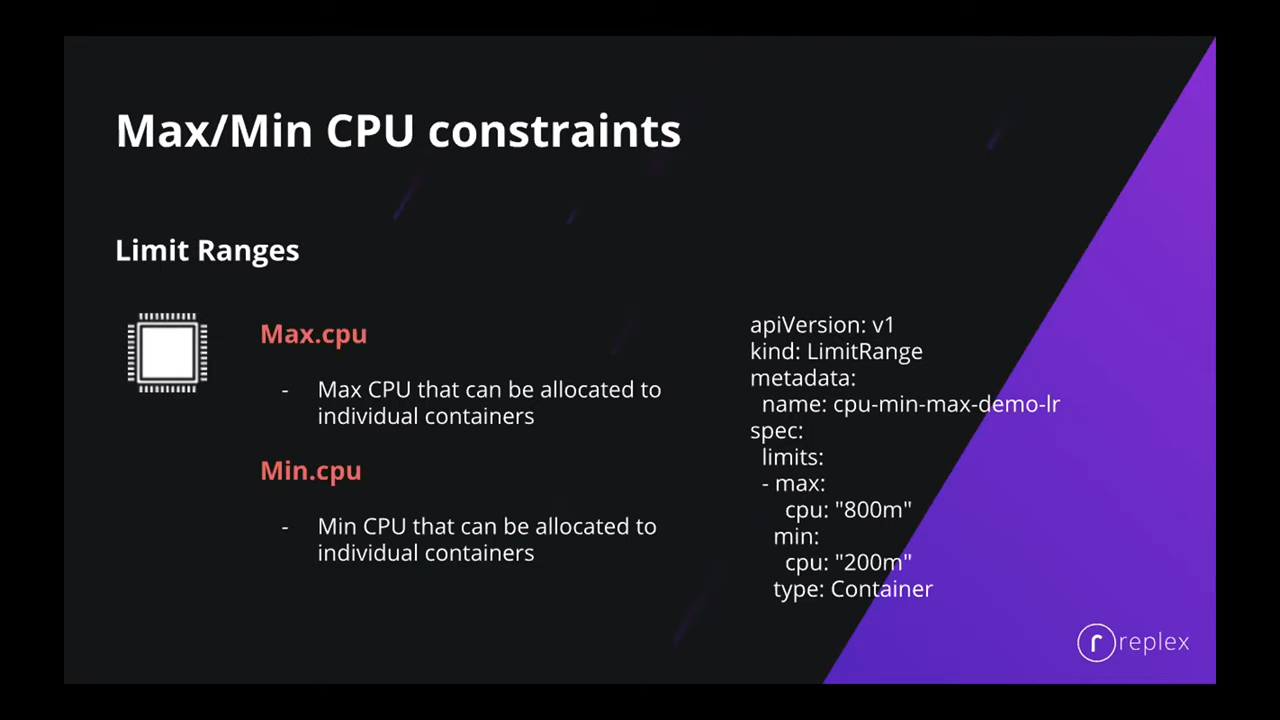 Max/Min CPU constraints
Limit Ranges
Max.cpu
- Max CPU that can be allocated to
individual containers
Min.cpu
- Min CPU that can be allocated to
individual containers
apiVersion: v1
kind: LimitRange
metadata:
  name: cpu-min-max-demo-lr
spec:
  limits:
  - max:
      cpu: "800m"
    min:
      cpu: "200m"
    type: Container
r replex